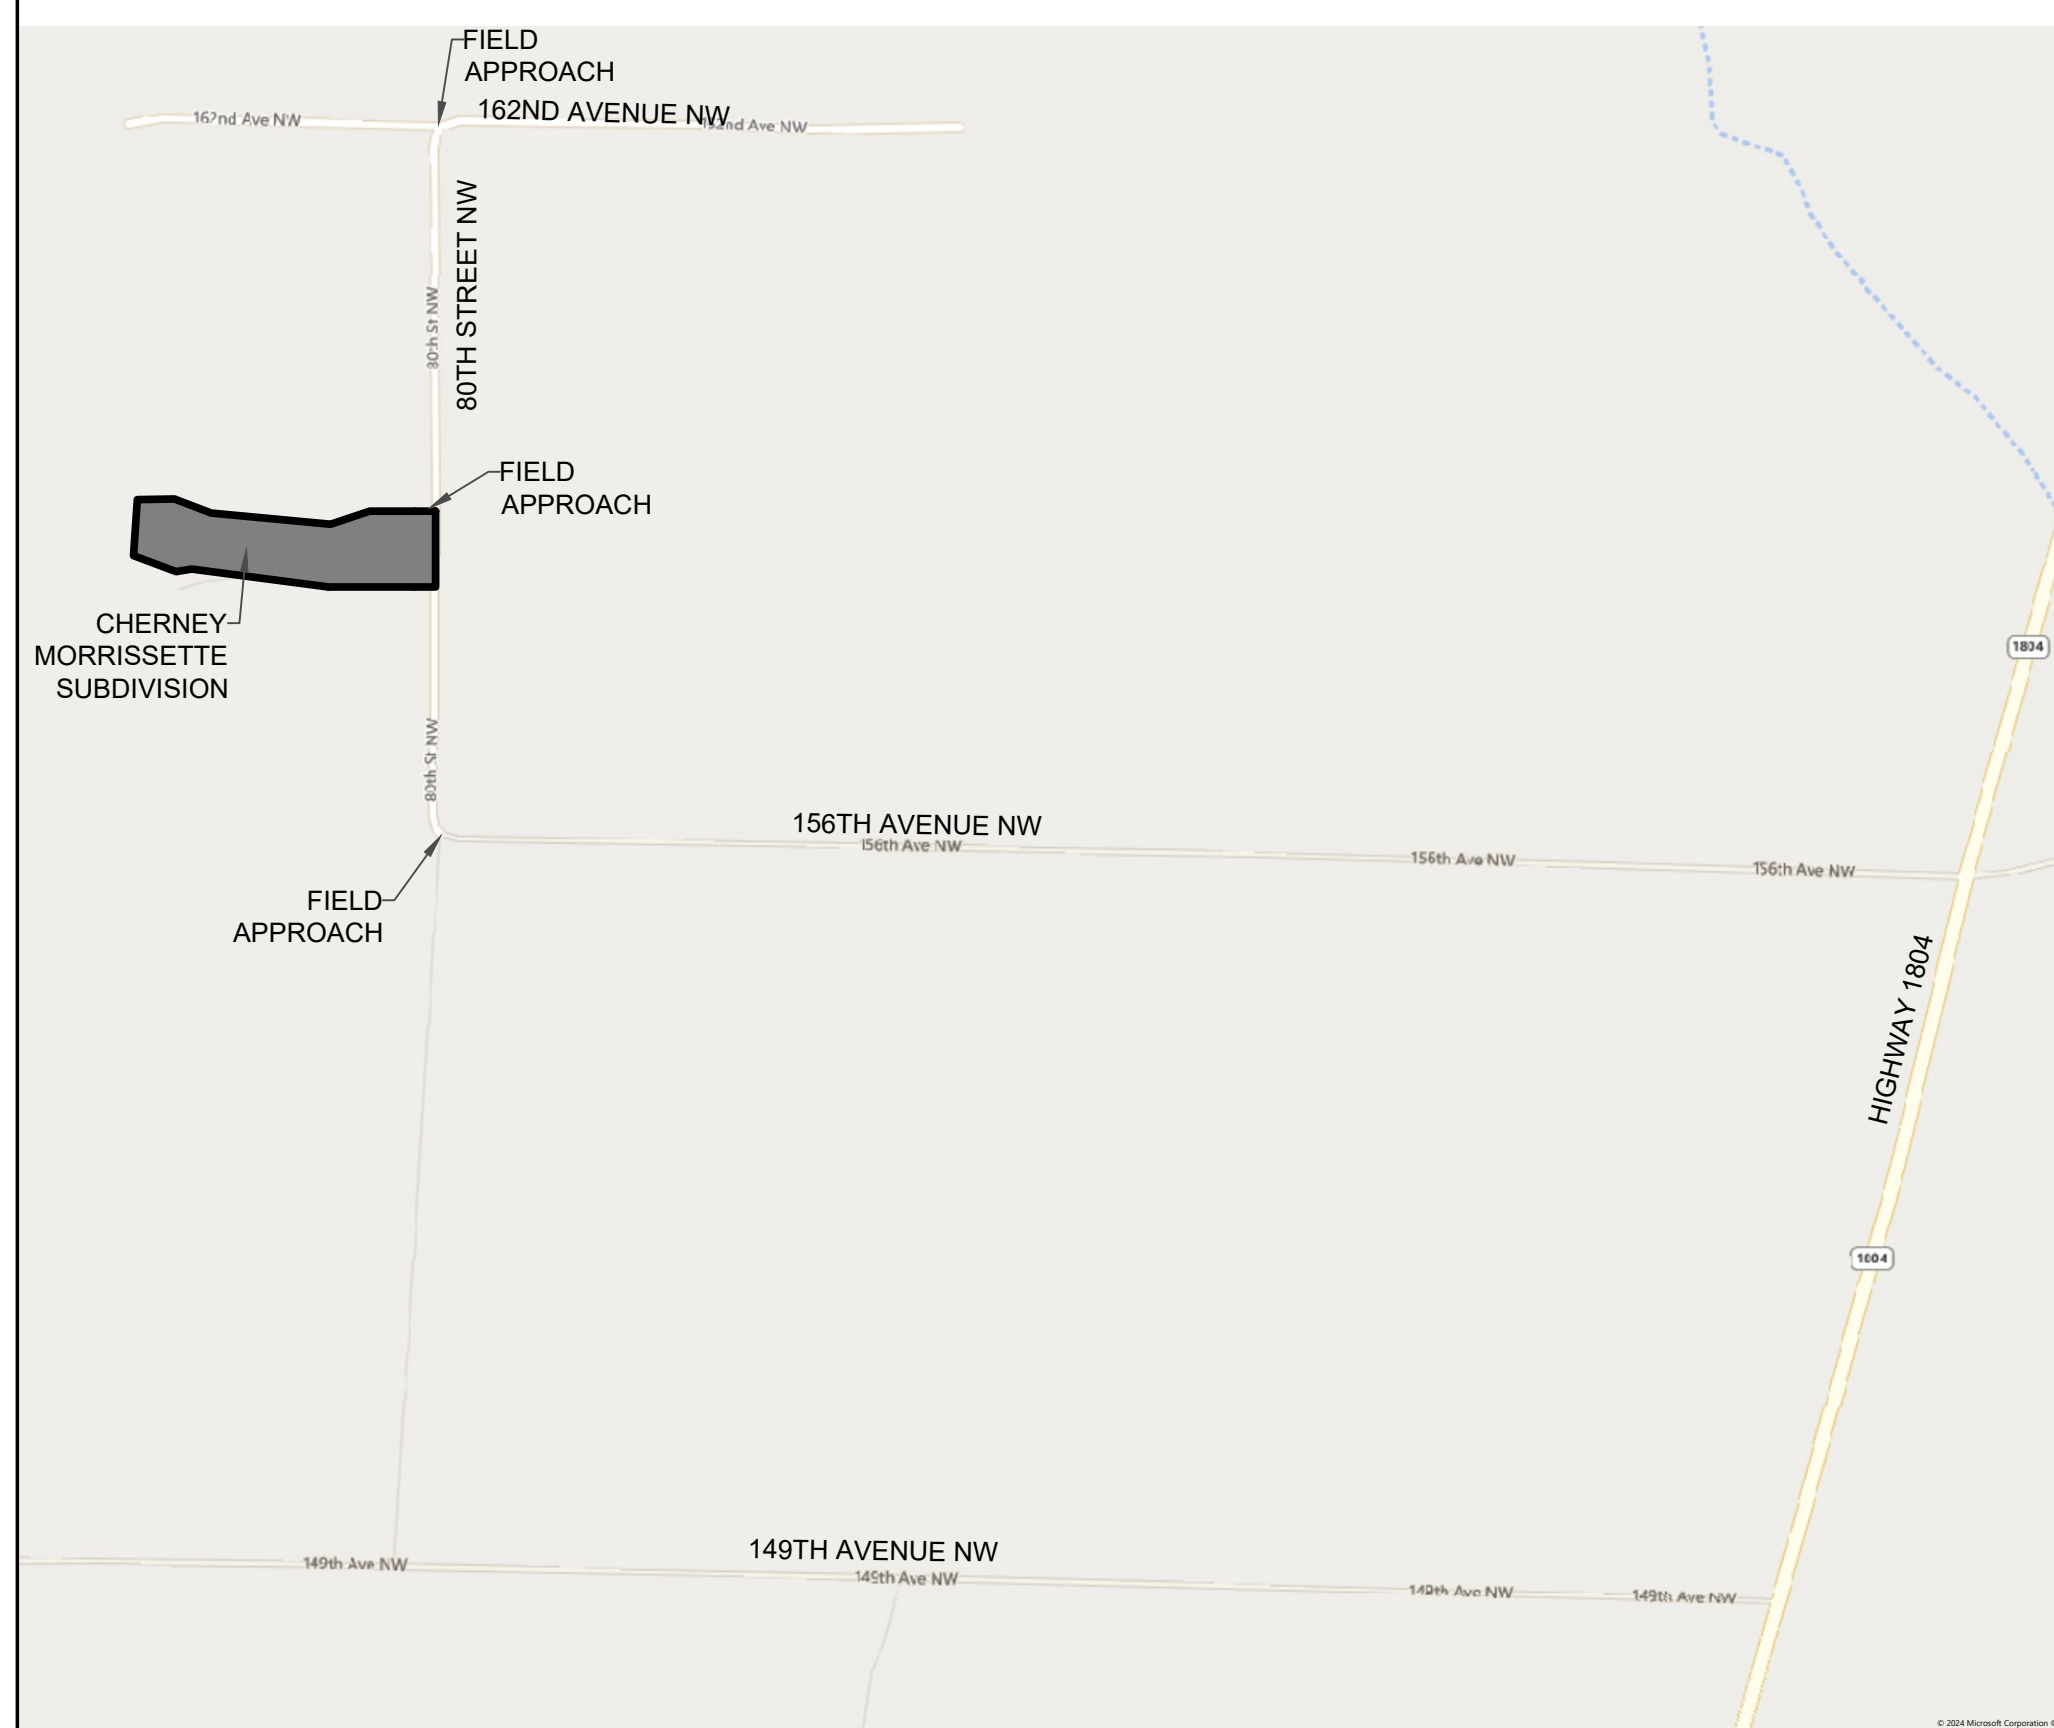 FIELD
APPROACH
162ND AVENUE NW
162nd Ave NW
80TH STREET NW
80th St NW
FIELD
APPROACH
CHERNEY
MORRISSETTE
SUBDIVISION
1804
80th St NW
156TH AVENUE NW
156th Ave NW
156th Ave NW
156th Ave NW
FIELD
APPROACH
HIGHWAY 1804
1804
149TH AVENUE NW
149th Ave NW
149th Ave NW
149th Ave NW
149th Ave NW
© 2024 Microsoft Corporation ©